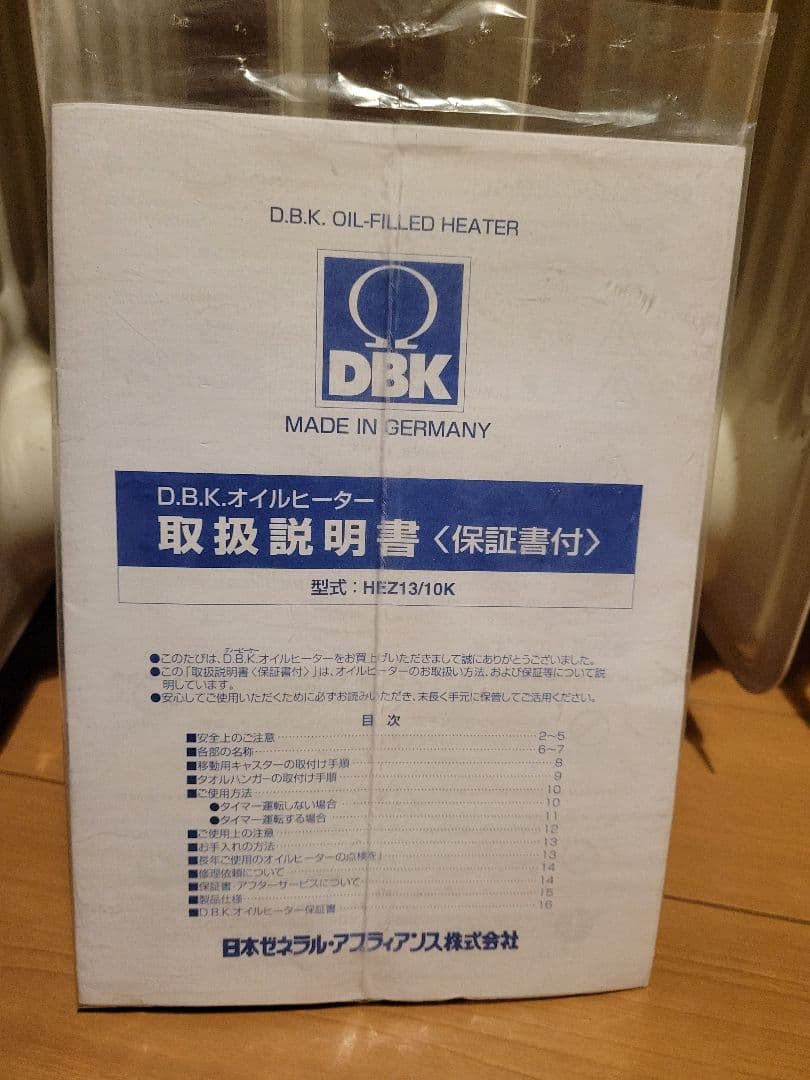 D.B.K. OIL-FILLED HEATER
DBK
MADE IN GERMANY
D.B.K.オイルヒーター
取扱説明書〈保証書付〉
型式：HEZ13/10K
●このたびは、D.B.K.オイルヒーターをお買上げいただきまして誠にありがとうございました。
●この「取扱説明書〈保証書付〉」は、オイルヒーターのお取扱い方法、および保証等について説
明しています。
●安心してご使用いただくために必ずお読みいただき、末長く手元に保管してご活用ください。
目 次
■安全上のご注意 2〜5
■各部の名称 6〜7
■移動用キャスターの取付け手順 8
■タオルハンガーの取付け手順 9
■ご使用方法 10
●タイマー運転しない場合 10
●タイマー運転する場合 11
■ご使用上の注意 12
■お手入れの方法 13
■長年ご使用のオイルヒーターの点検を! 13
■修理依頼について 14
■保証書・アフターサービスについて 14
■製品仕様 15
■D.B.K.オイルヒーター保証書 16
日本ゼネラル・アプライアンス株式会社